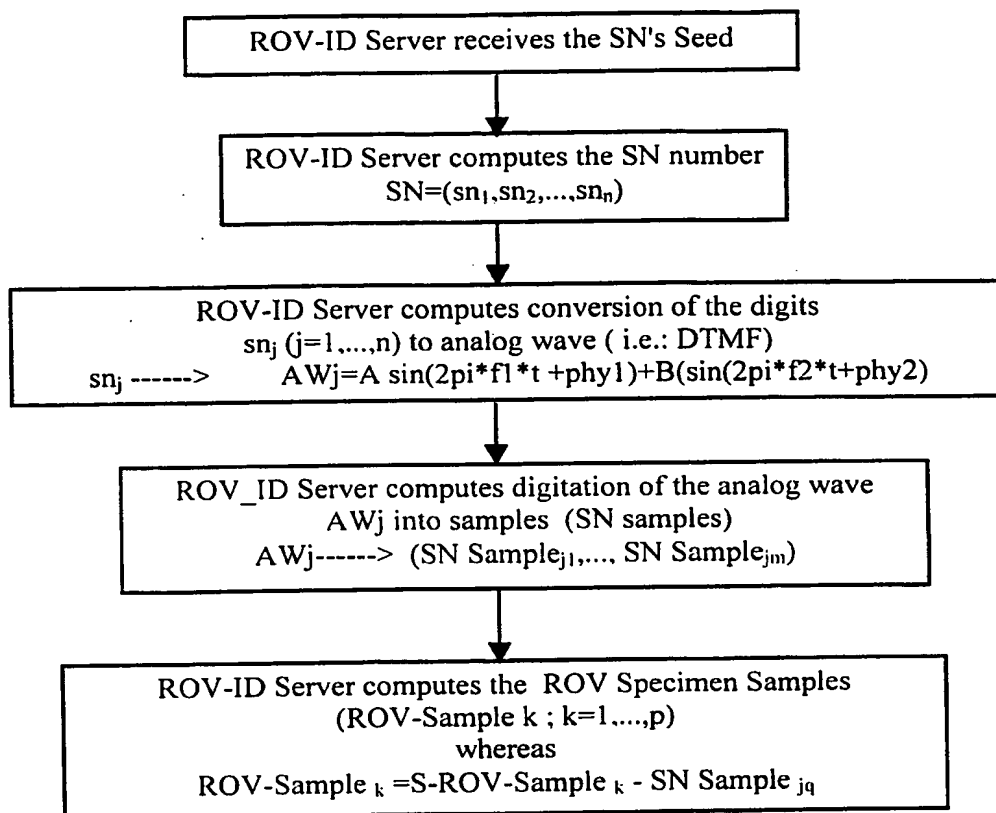 ROV-ID Server receives the SN's Seed
ROV-ID Server computes the SN number
SN=(sn₁,sn₂,...,snₙ)
ROV-ID Server computes conversion of the digits
snⱼ (j=1,...,n) to analog wave ( i.e.: DTMF)
snⱼ ------> AWj=A sin(2pi*f1*t +phy1)+B(sin(2pi*f2*t+phy2)
ROV_ID Server computes digitation of the analog wave
AWj into samples (SN samples)
AWj------> (SN Sampleⱼ₁,..., SN Sampleⱼₘ)
ROV-ID Server computes the ROV Specimen Samples
(ROV-Sample k ; k=1,...,p)
whereas
ROV-Sample ₖ =S-ROV-Sample ₖ - SN Sample jq